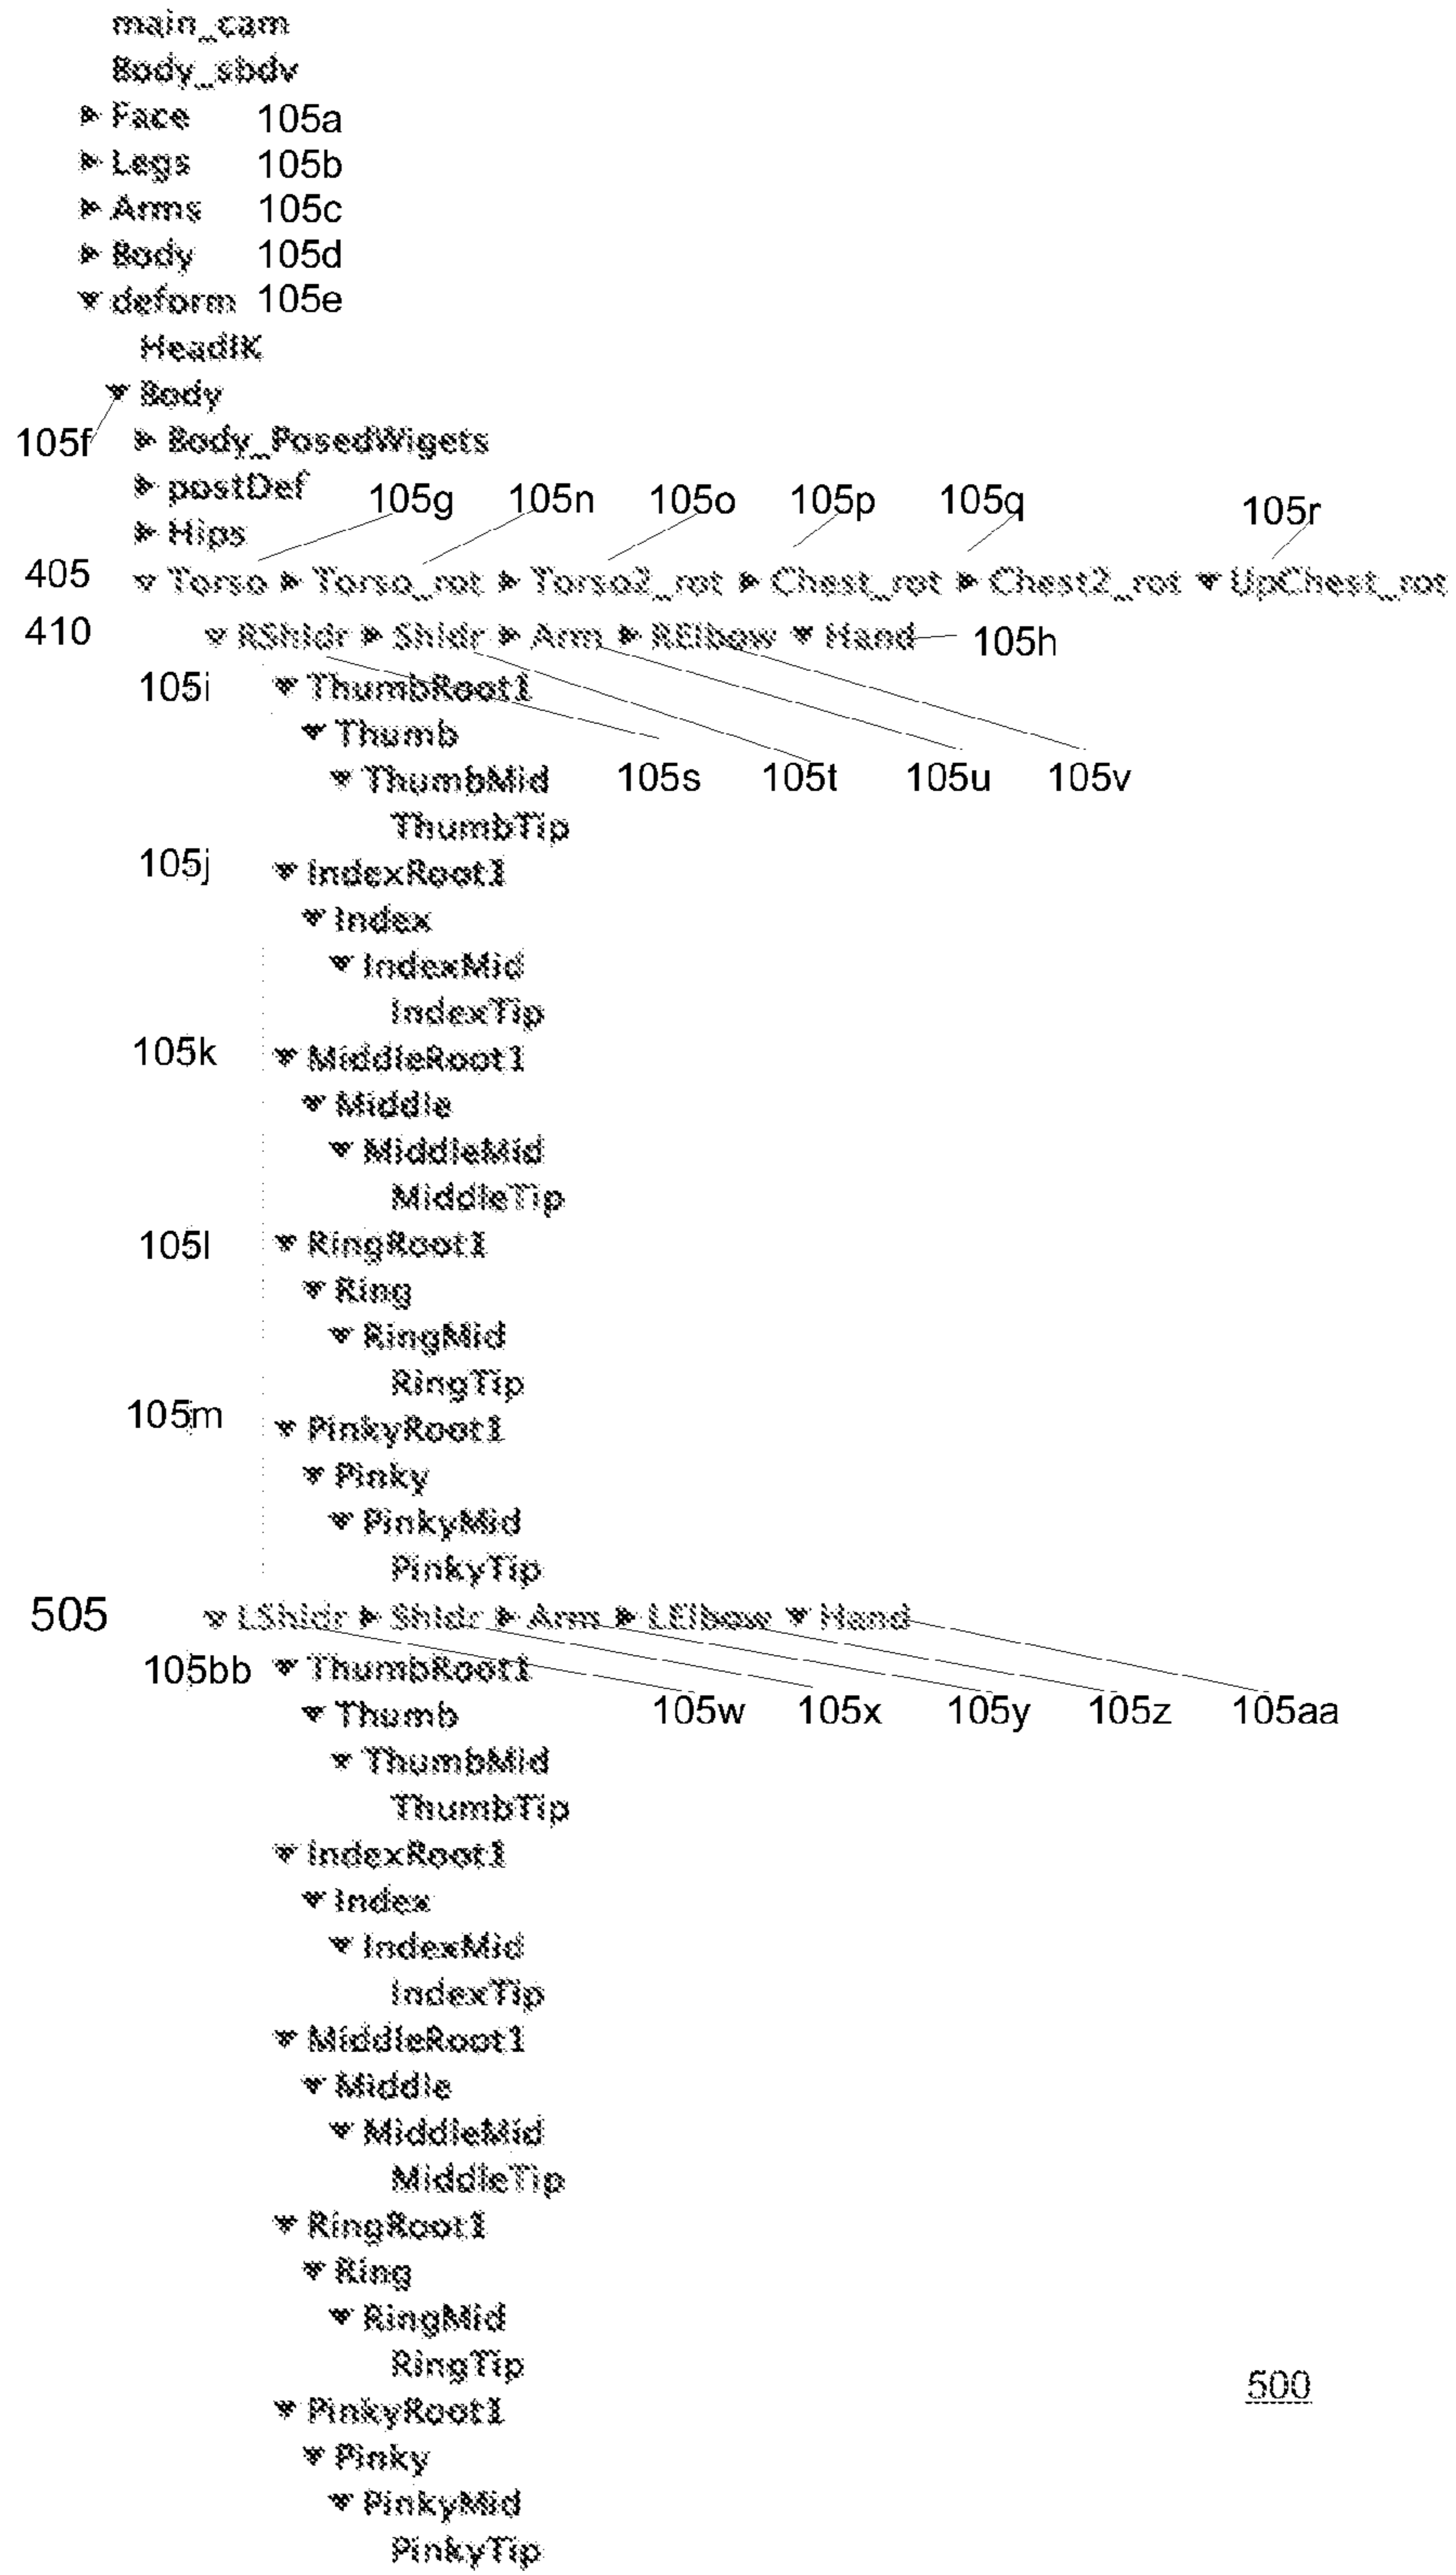 main_cam
Body_sbdv
Face 105a
Legs 105b
Arms 105c
Body 105d
deform 105e
HeadIK
Body
105f Body_PosedWigets
postDef 105g 105n 105o 105p 105q 105r
Hips
405 Torso Torso_rot Torso2_rot Chest_rot Chest2_rot UpChest_rot
410 RShldr Shldr Arm RElbow Hand 105h
105i ThumbRoot1
Thumb
ThumbMid 105s 105t 105u 105v
ThumbTip
105j IndexRoot1
Index
IndexMid
IndexTip
105k MiddleRoot1
Middle
MiddleMid
MiddleTip
105l RingRoot1
Ring
RingMid
RingTip
105m PinkyRoot1
Pinky
PinkyMid
PinkyTip
505 LShldr Shldr Arm LElbow Hand
105bb ThumbRoot1
Thumb 105w 105x 105y 105z 105aa
ThumbMid
ThumbTip
IndexRoot1
Index
IndexMid
IndexTip
MiddleRoot1
Middle
MiddleMid
MiddleTip
RingRoot1
Ring
RingMid
RingTip
500
PinkyRoot1
Pinky
PinkyMid
PinkyTip